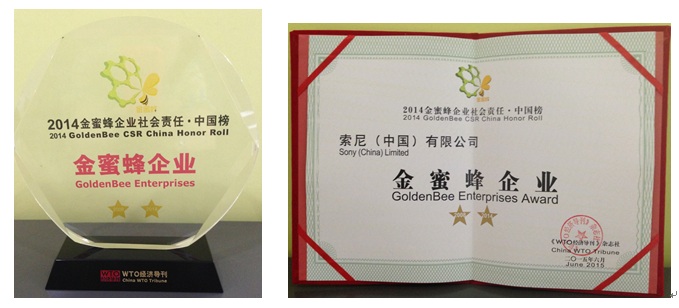 2014金蜜蜂企业社会责任·中国榜
2014 GoldenBee CSR China Honor Roll
金蜜蜂企业
GoldenBee Enterprises
WTO经济导刊
China WTO Tribune
2014金蜜蜂企业社会责任·中国榜
2014 GoldenBee CSR China Honor Roll
索尼（中国）有限公司
Sony (China) Limited
金蜜蜂企业
GoldenBee Enterprises Award
《WTO经济导刊》杂志社
China WTO Tribune
二〇一五年六月
June 2015